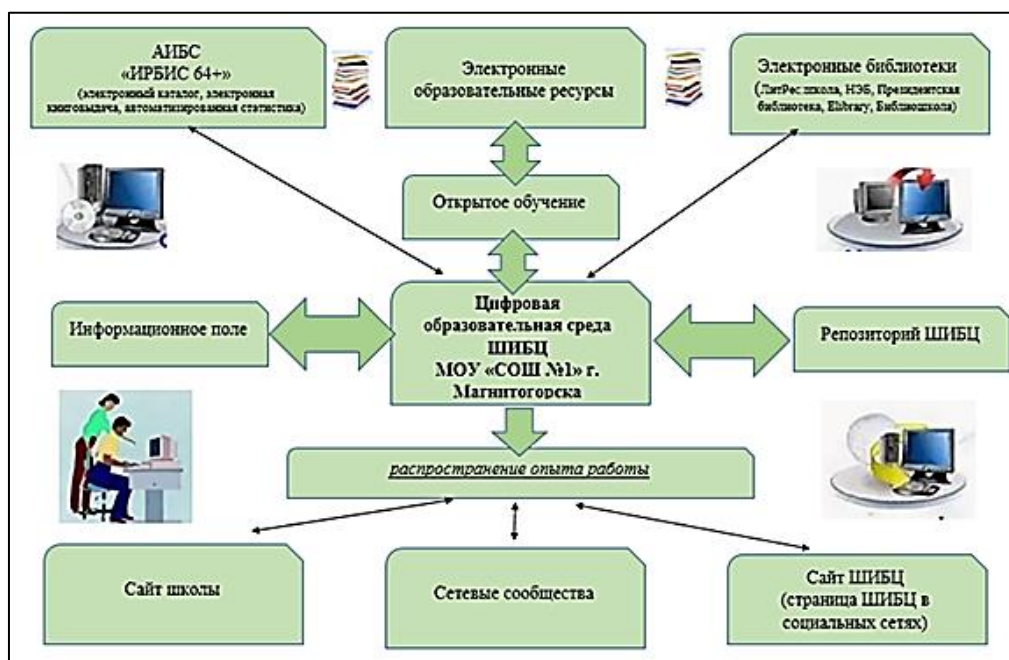 АИБС
«ИРБИС 64+»
(электронный каталог, электронная
книговыдача, автоматизированная статистика)
Электронные
образовательные ресурсы
Электронные библиотеки
(ЛитРес:школа, НЭБ, Президентская
библиотека, Elibrary, Библиошкола)
Открытое обучение
Информационное поле
Цифровая
образовательная среда
ШИБЦ
МОУ «СОШ №1» г.
Магнитогорска
Репозиторий ШИБЦ
распространение опыта работы
Сайт школы
Сетевые сообщества
Сайт ШИБЦ
(страница ШИБЦ в
социальных сетях)